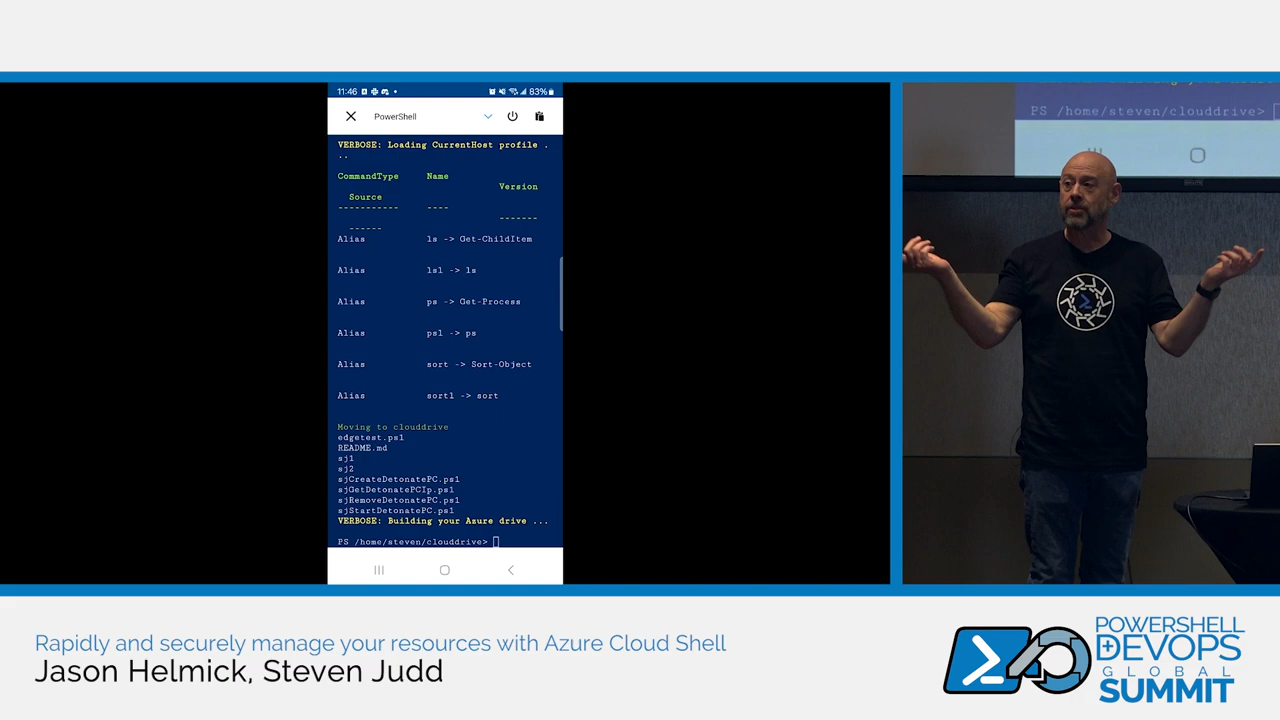 11:46 83%
PowerShell
VERBOSE: Loading CurrentHost profile .
..
CommandType Name
Version
Source
----------- ----
-------
------
Alias ls -> Get-ChildItem
Alias lsl -> ls
Alias ps -> Get-Process
Alias psl -> ps
Alias sort -> Sort-Object
Alias sortl -> sort
Moving to clouddrive
edgetest.ps1
README.md
sj1
sj2
sjCreateDetonatePC.ps1
sjGetDetonatePCIp.ps1
sjRemoveDetonatePC.ps1
sjStartDetonatePC.ps1
VERBOSE: Building your Azure drive ...
PS /home/steven/clouddrive>
PS /home/steven/clouddrive>
Rapidly and securely manage your resources with Azure Cloud Shell
Jason Helmick, Steven Judd
POWERSHELL
DEVOPS
GLOBAL
SUMMIT